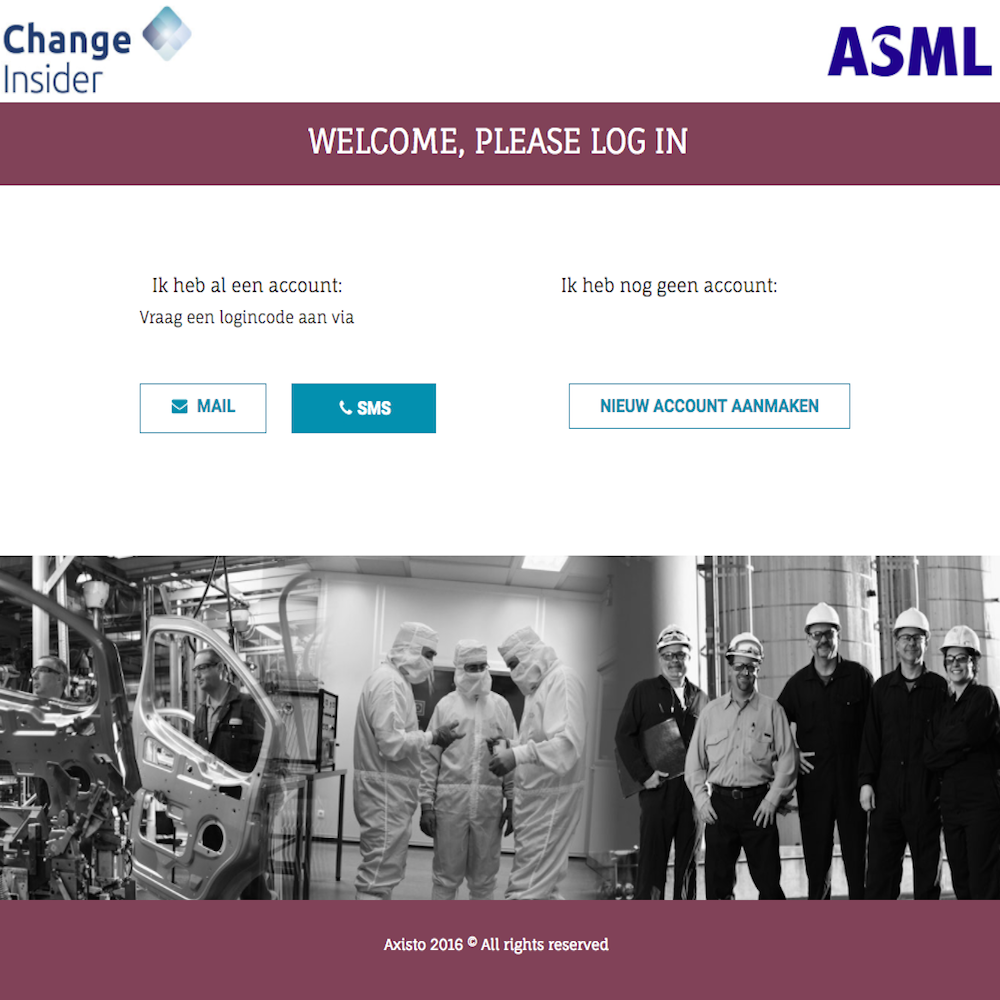 Change
Insider
ASML
WELCOME, PLEASE LOG IN
Ik heb al een account:
Vraag een logincode aan via
MAIL
SMS
Ik heb nog geen account:
NIEUW ACCOUNT AANMAKEN
Axisto 2016 © All rights reserved